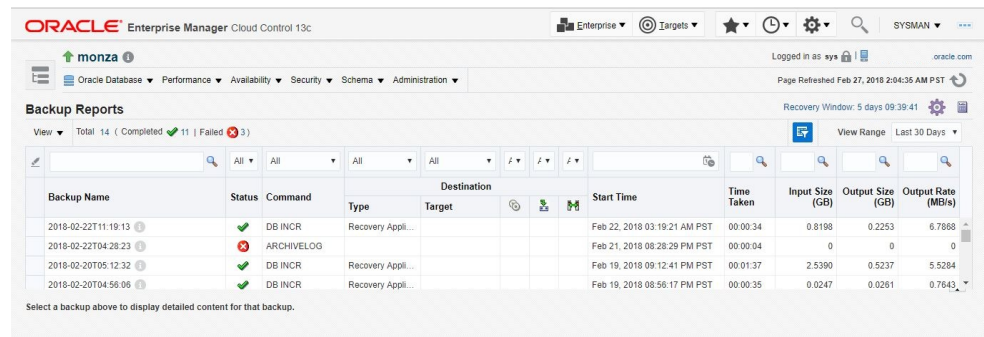 ORACLE Enterprise Manager Cloud Control 13c Enterprise Targets SYSMAN
monza Logged in as sys .oracle.com
Oracle Database Performance Availability Security Schema Administration Page Refreshed Feb 27, 2018 2:04:35 AM PST
Backup Reports Recovery Window: 5 days 09:39:41
View Total 14 ( Completed 11 | Failed 3 ) View Range Last 30 Days
All All All All
Destination
Backup Name Status Command Type Target Start Time Time Taken Input Size (GB) Output Size (GB) Output Rate (MB/s)
2018-02-22T11:19:13 DB INCR Recovery Appli... Feb 22, 2018 03:19:21 AM PST 00:00:34 0.8198 0.2253 6.7868
2018-02-22T04:28:23 ARCHIVELOG Feb 21, 2018 08:28:29 PM PST 00:00:04 0 0 0
2018-02-20T05:12:32 DB INCR Recovery Appli... Feb 19, 2018 09:12:41 PM PST 00:01:37 2.5390 0.5237 5.5284
2018-02-20T04:56:06 DB INCR Recovery Appli... Feb 19, 2018 08:56:17 PM PST 00:00:35 0.0247 0.0261 0.7643
Select a backup above to display detailed content for that backup.